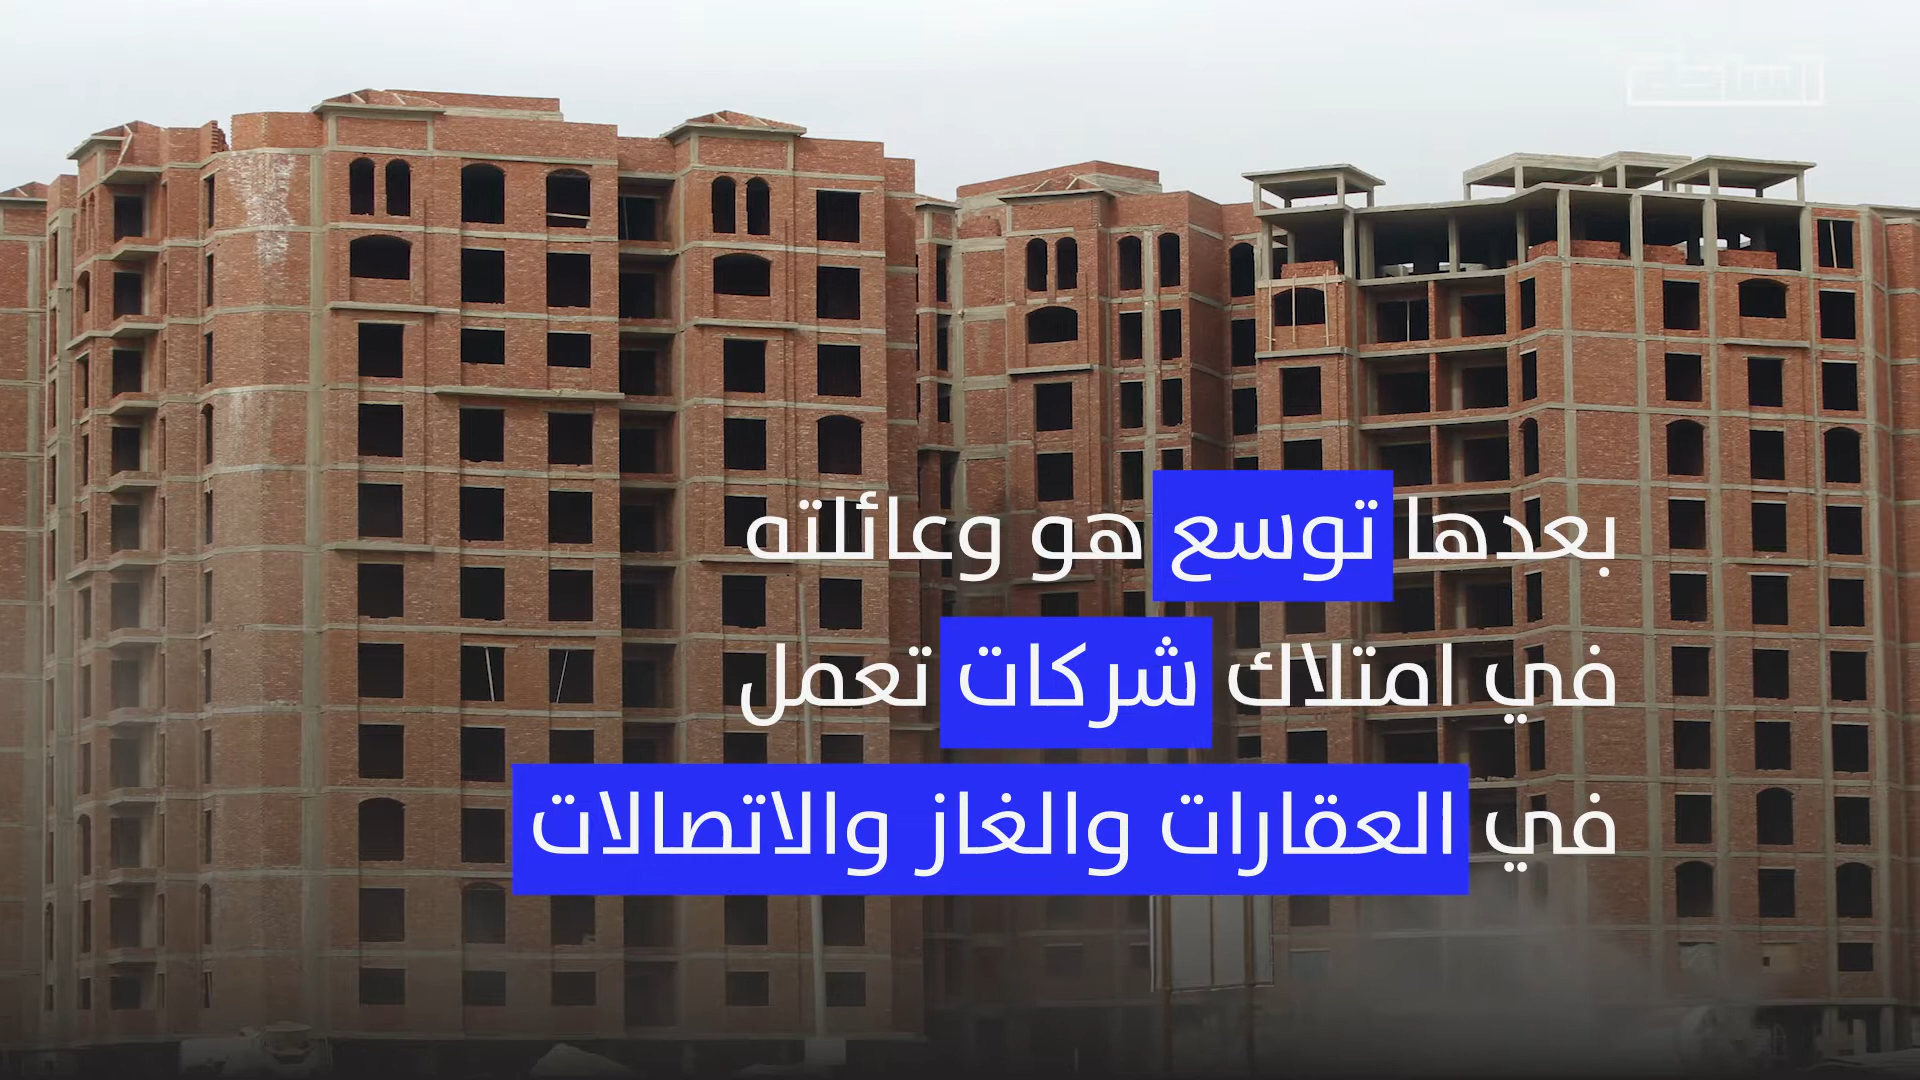 بعدها توسع هو وعائلته
في امتلاك شركات تعمل
في العقارات والغاز والاتصالات